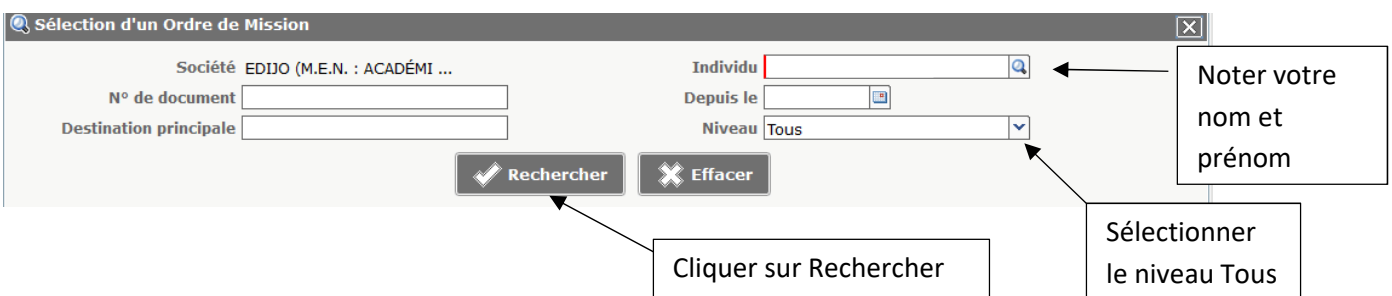 Sélection d'un Ordre de Mission
Société EDIJO (M.E.N. : ACADÉMI ... Individu
N° de document Depuis le
Destination principale Niveau Tous
Rechercher Effacer
Noter votre
nom et
prénom
Sélectionner
le niveau Tous
Cliquer sur Rechercher